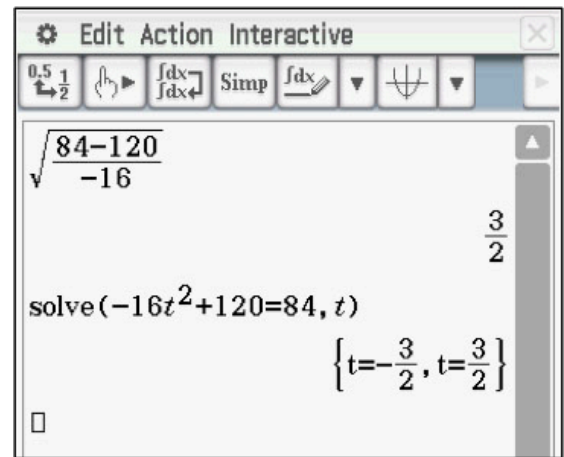 Edit Action Interactive
0.5 1/2 ∫dx ∫dx Simp ∫dx
√((84−120)/(−16))
3/2
solve(−16t²+120=84, t)
{t=−3/2, t=3/2}